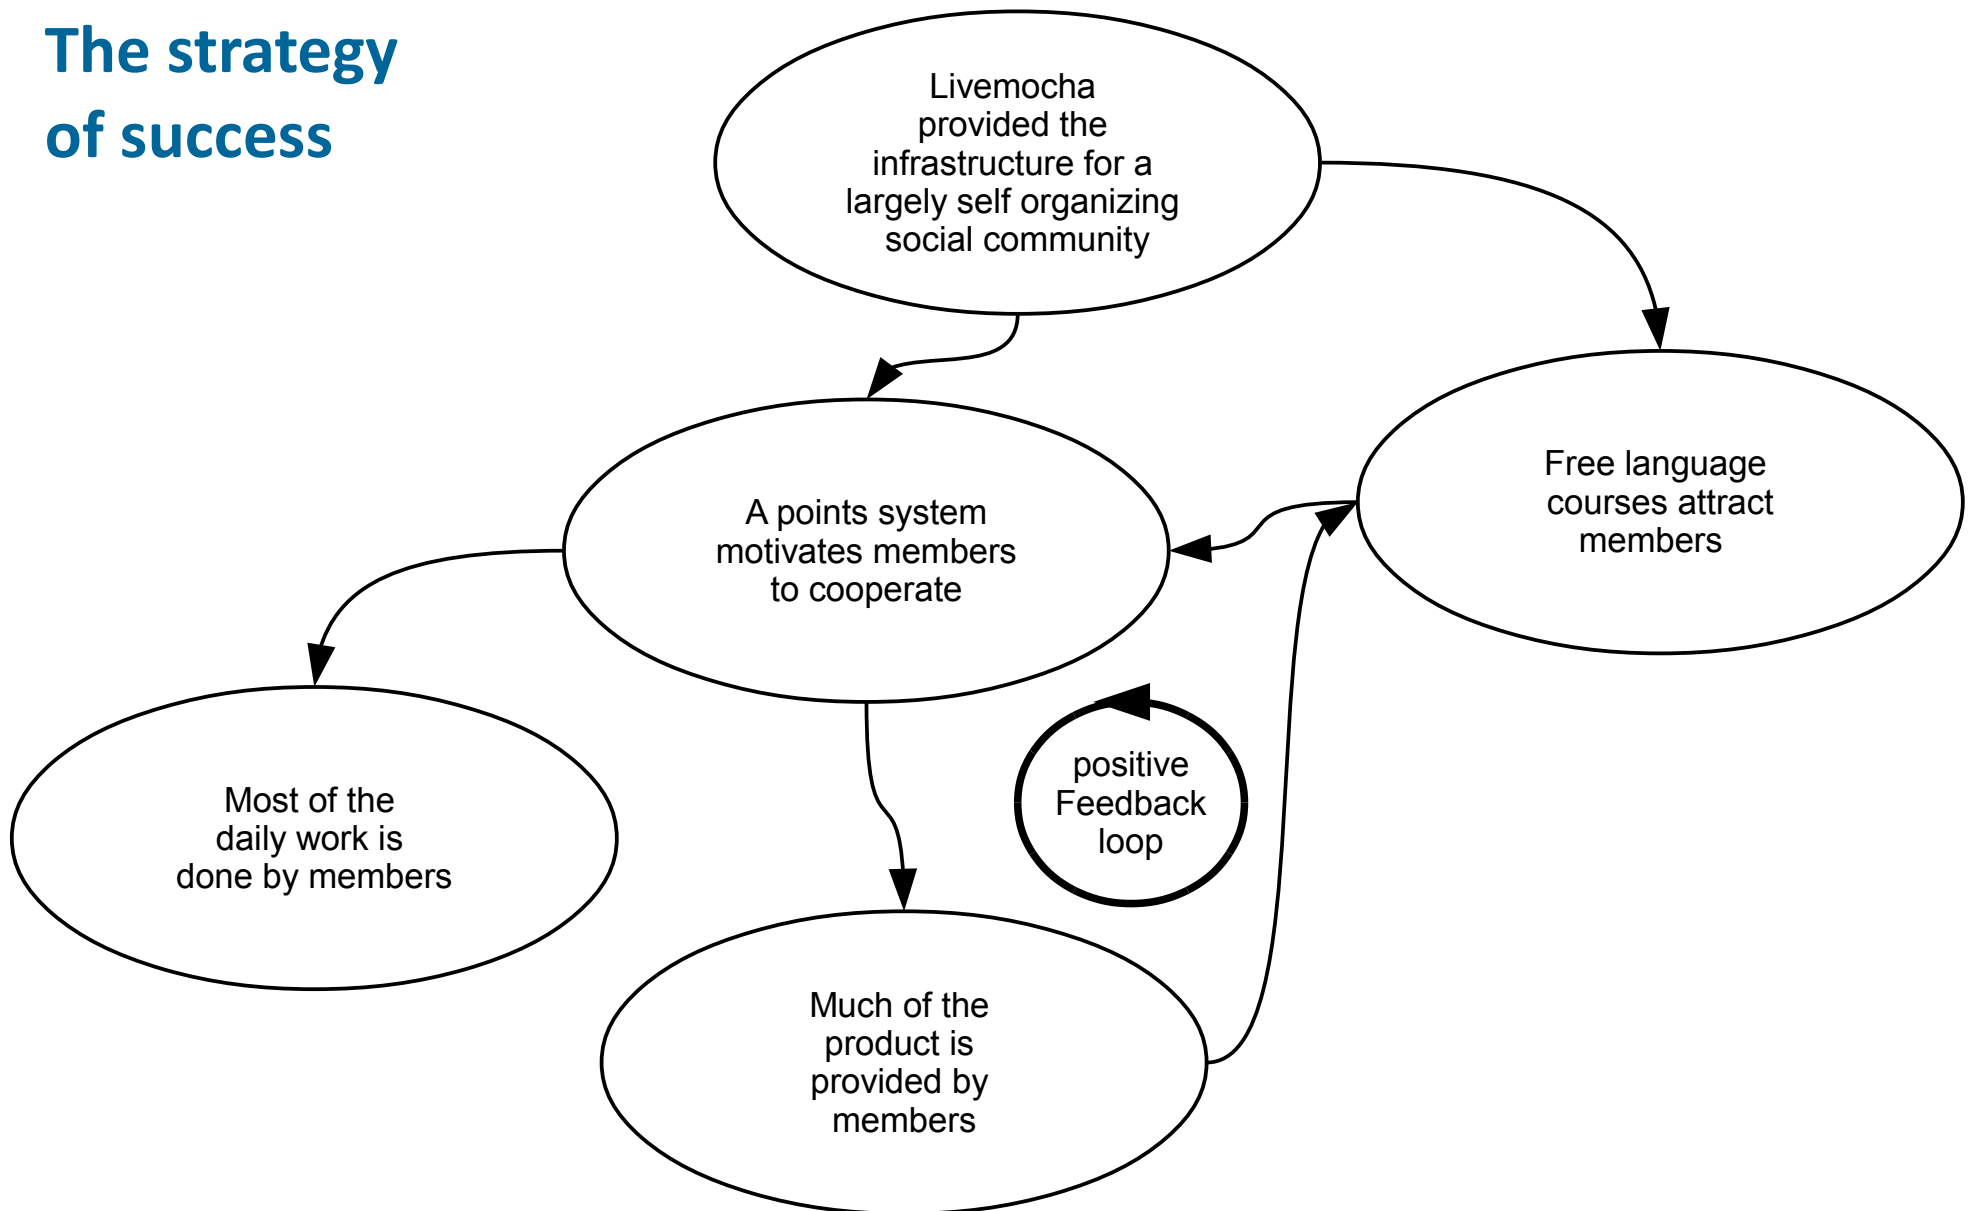 The strategy
of success
Livemocha
provided the
infrastructure for a
largely self organizing
social community
Free language
courses attract
members
A points system
motivates members
to cooperate
positive
Feedback
loop
Most of the
daily work is
done by members
Much of the
product is
provided by
members